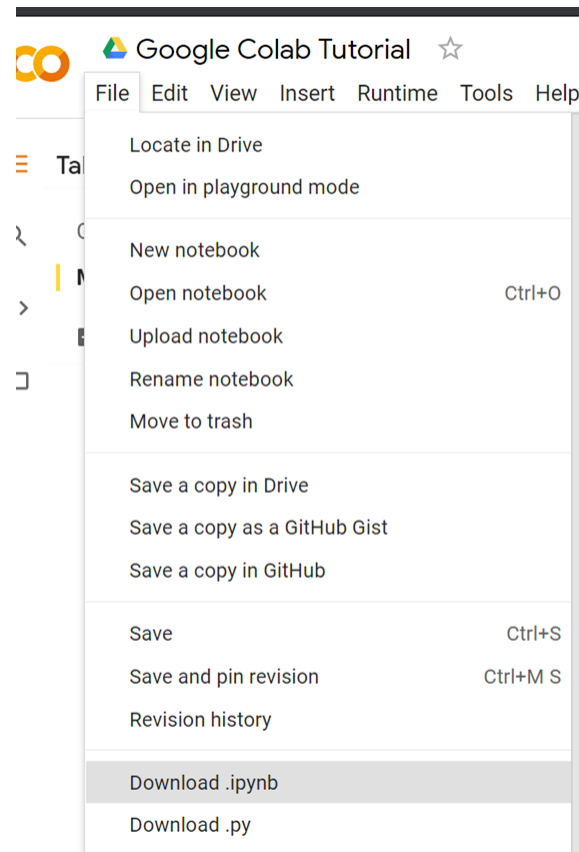 CO
Google Colab Tutorial
File Edit View Insert Runtime Tools Help
Ta
Locate in Drive
Open in playground mode
New notebook
Open notebook Ctrl+O
Upload notebook
Rename notebook
Move to trash
Save a copy in Drive
Save a copy as a GitHub Gist
Save a copy in GitHub
Save Ctrl+S
Save and pin revision Ctrl+M S
Revision history
Download .ipynb
Download .py